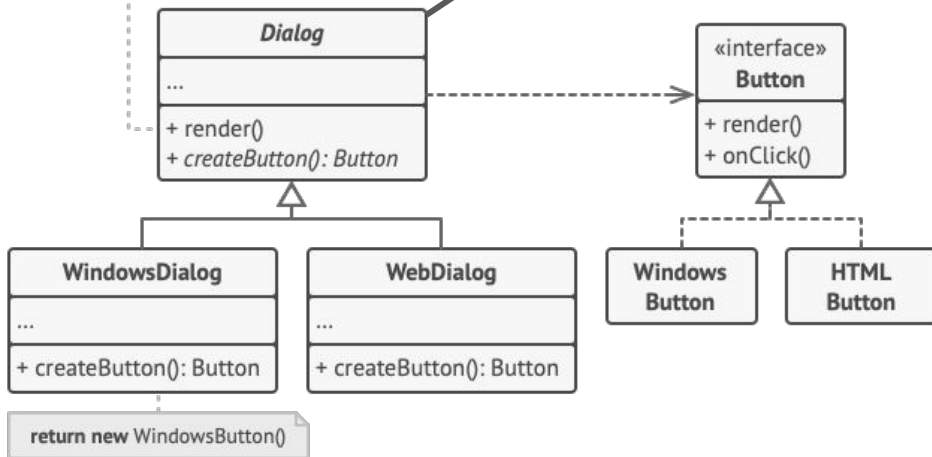 Dialog
...
+ render()
+ createButton(): Button
«interface»
Button
+ render()
+ onClick()
WindowsDialog
...
+ createButton(): Button
return new WindowsButton()
WebDialog
...
+ createButton(): Button
Windows
Button
HTML
Button